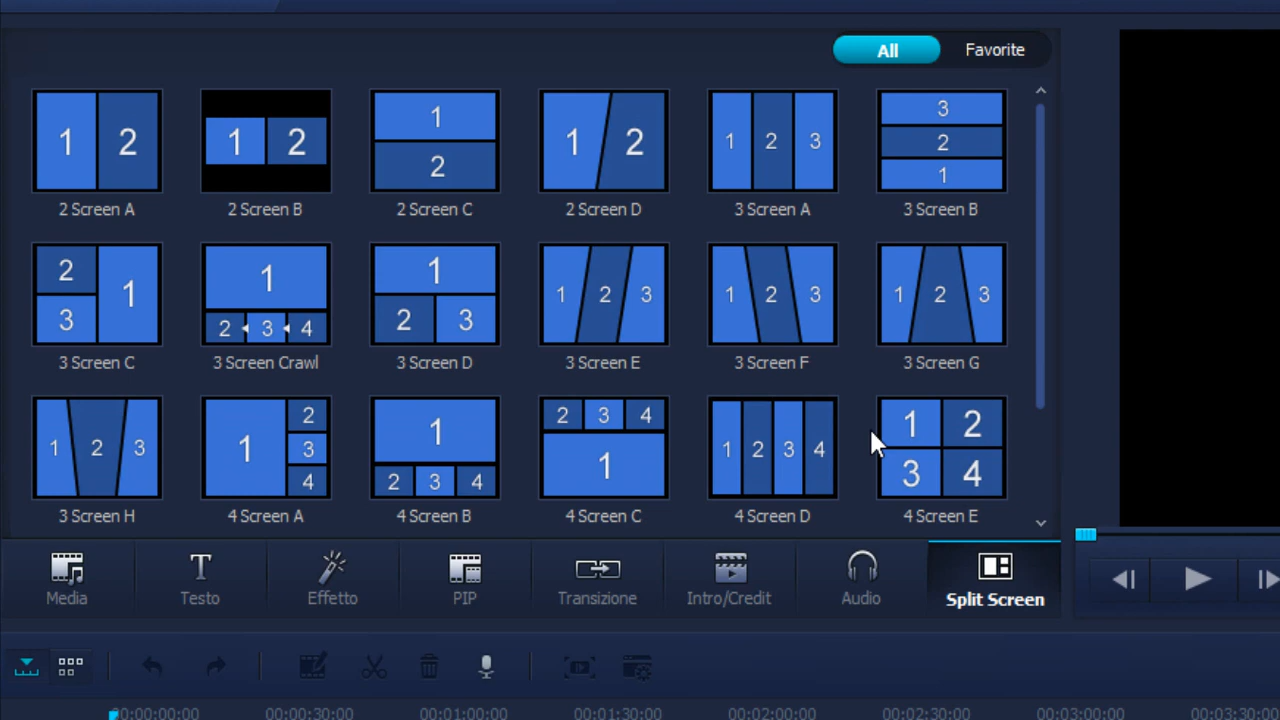 All Favorite
1 2
1 2
1
2
1 2
1 2 3
3
2
1
2 Screen A 2 Screen B 2 Screen C 2 Screen D 3 Screen A 3 Screen B
2
3 1
1
2 3 4
1
2 3
1 2 3
1 2 3
1 2 3
3 Screen C 3 Screen Crawl 3 Screen D 3 Screen E 3 Screen F 3 Screen G
1 2 3
1 2
3
4
1
2 3 4
2 3 4
1
1 2 3 4
1 2
3 4
3 Screen H 4 Screen A 4 Screen B 4 Screen C 4 Screen D 4 Screen E
Media Testo Effetto PIP Transizione Intro/Credit Audio Split Screen
00:00:00:00 00:00:30:00 00:01:00:00 00:01:30:00 00:02:00:00 00:02:30:00 00:03:00:00 00:03:30:00